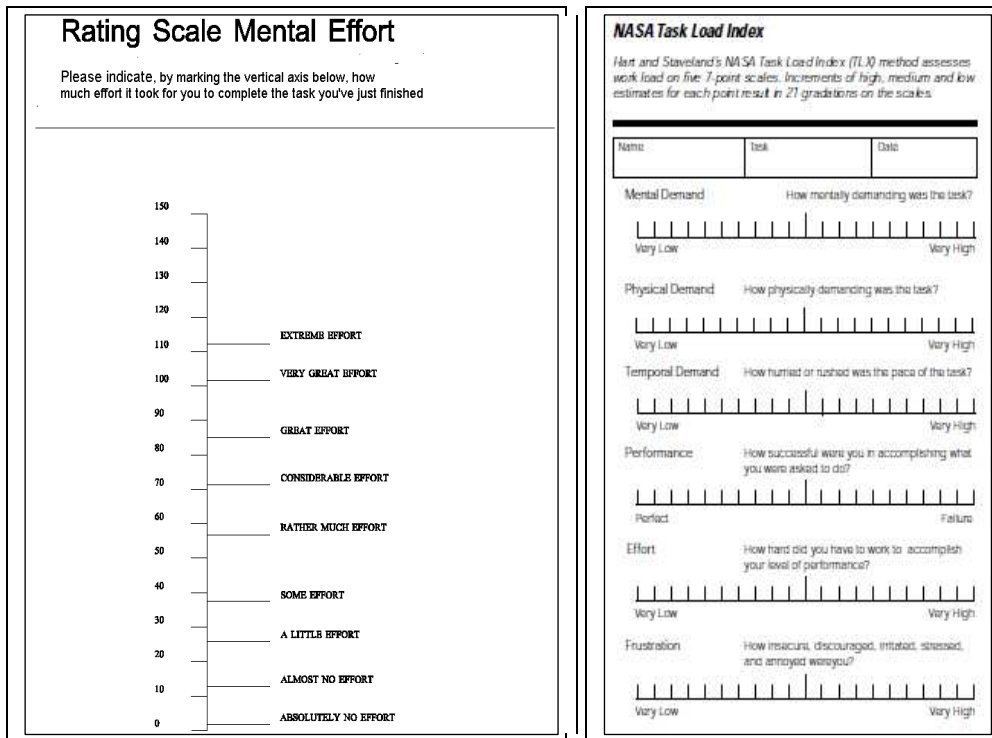 Rating Scale Mental Effort
Please indicate, by marking the vertical axis below, how
much effort it took for you to complete the task you've just finished
150
140
130
120
EXTREME EFFORT
110
VERY GREAT EFFORT
100
90
GREAT EFFORT
80
CONSIDERABLE EFFORT
70
60
RATHER MUCH EFFORT
50
40
SOME EFFORT
30
A LITTLE EFFORT
20
ALMOST NO EFFORT
10
ABSOLUTELY NO EFFORT
0
NASA Task Load Index
Hart and Staveland's NASA Task Load Index (TLX) method assesses
work load on five 7-point scales. Increments of high, medium and low
estimates for each point result in 21 gradations on the scales.
Name Task Date
Mental Demand How mentally demanding was the task?
Very Low Very High
Physical Demand How physically demanding was the task?
Very Low Very High
Temporal Demand How hurried or rushed was the pace of the task?
Very Low Very High
Performance How successful were you in accomplishing what
you were asked to do?
Perfect Failure
Effort How hard did you have to work to accomplish
your level of performance?
Very Low Very High
Frustration How insecure, discouraged, irritated, stressed,
and annoyed wereyou?
Very Low Very High